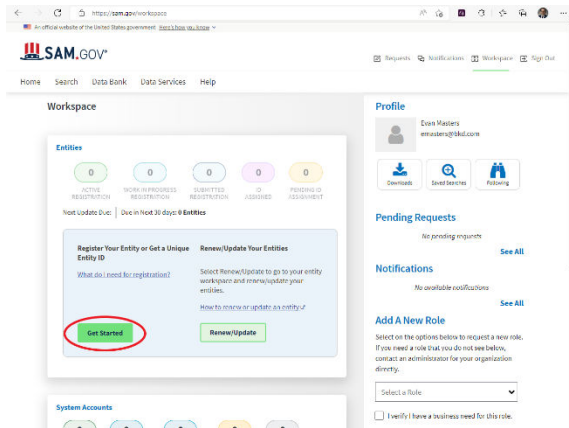 https://sam.gov/workspace
An official website of the United States government Here's how you know
SAM.GOV®
Requests Notifications Workspace Sign Out
Home Search Data Bank Data Services Help
Workspace
Entities
0 0 0 0 0
ACTIVE REGISTRATION
WORK IN PROGRESS REGISTRATION
SUBMITTED REGISTRATION
ID ASSIGNED
PENDING ID ASSIGNMENT
Next Update Due: Due in Next 30 days: 0 Entities
Register Your Entity or Get a Unique
Entity ID
What do I need for registration?
Get Started
Renew/Update Your Entities
Select Renew/Update to go to your entity
workspace and renew/update your
entities.
How to renew or update an entity
Renew/Update
System Accounts
0 0 0 0 0
Profile
Evan Masters
emasters@bkd.com
Downloads Saved Searches Following
Pending Requests
No pending requests
See All
Notifications
No available notifications
See All
Add A New Role
Select on the options below to request a new role.
If you need a role that you do not see below,
contact an administrator for your organization
directly.
Select a Role
I verify I have a business need for this role.